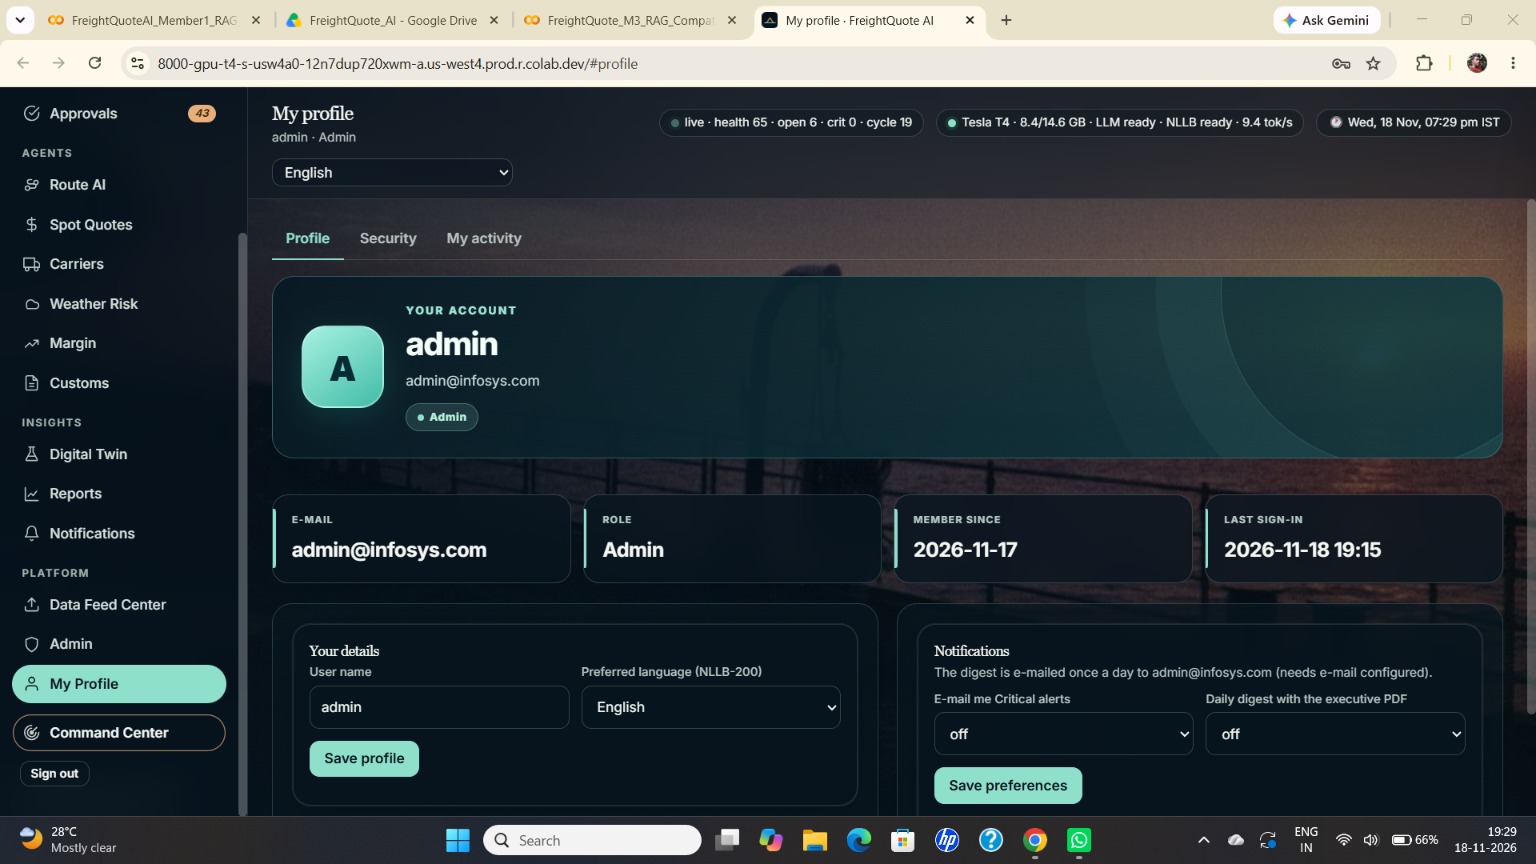 FreightQuoteAI_Member1_RAG
FreightQuote_AI - Google Drive
FreightQuote_M3_RAG_Compat
My profile · FreightQuote AI
Ask Gemini
8000-gpu-t4-s-usw4a0-12n7dup720xwm-a.us-west4.prod.r.colab.dev/#profile
Approvals
43
AGENTS
Route AI
Spot Quotes
Carriers
Weather Risk
Margin
Customs
INSIGHTS
Digital Twin
Reports
Notifications
PLATFORM
Data Feed Center
Admin
My Profile
Command Center
Sign out
My profile
admin · Admin
live · health 65 · open 6 · crit 0 · cycle 19
Tesla T4 · 8.4/14.6 GB · LLM ready · NLLB ready · 9.4 tok/s
Wed, 18 Nov, 07:29 pm IST
English
Profile
Security
My activity
A
YOUR ACCOUNT
admin
admin@infosys.com
Admin
E-MAIL
admin@infosys.com
ROLE
Admin
MEMBER SINCE
2026-11-17
LAST SIGN-IN
2026-11-18 19:15
Your details
User name
admin
Preferred language (NLLB-200)
English
Save profile
Notifications
The digest is e-mailed once a day to admin@infosys.com (needs e-mail configured).
E-mail me Critical alerts
off
Daily digest with the executive PDF
off
Save preferences
28°C
Mostly clear
Search
hp
ENG
IN
66%
19:29
18-11-2026